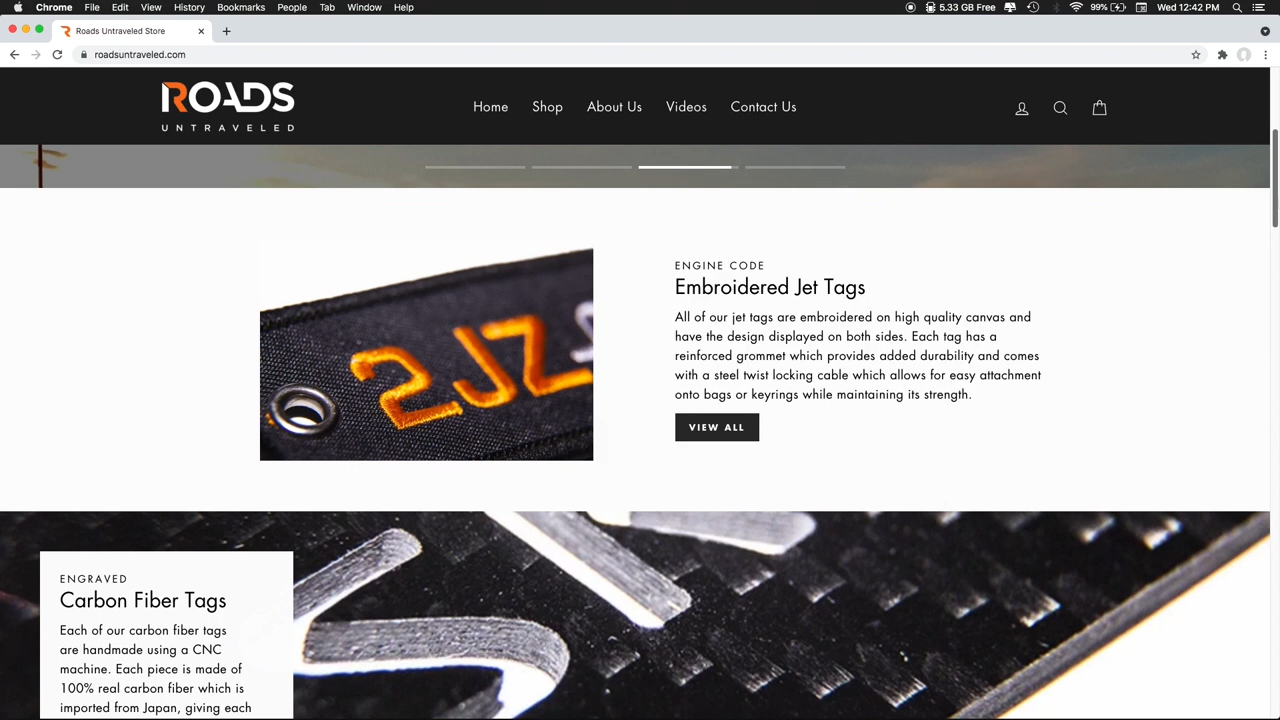 Chrome File Edit View History Bookmarks People Tab Window Help 5.33 GB Free 99% Wed 12:42 PM
Roads Untraveled Store
roadsuntraveled.com
ROADS
UNTRAVELED
Home Shop About Us Videos Contact Us
ENGINE CODE
Embroidered Jet Tags
All of our jet tags are embroidered on high quality canvas and
have the design displayed on both sides. Each tag has a
reinforced grommet which provides added durability and comes
with a steel twist locking cable which allows for easy attachment
onto bags or keyrings while maintaining its strength.
VIEW ALL
2JZ
ENGRAVED
Carbon Fiber Tags
Each of our carbon fiber tags
are handmade using a CNC
machine. Each piece is made of
100% real carbon fiber which is
imported from Japan, giving each